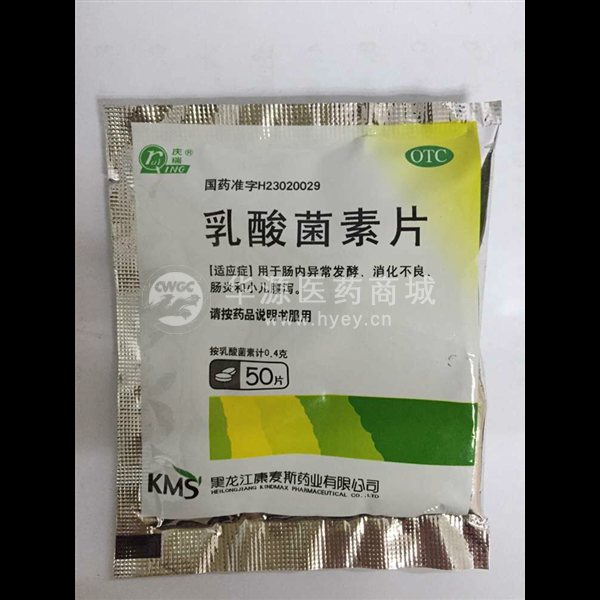 庆瑞®
rui
QING
OTC
国药准字H23020029
乳酸菌素片
[适应症] 用于肠内异常发酵、消化不良、
肠炎和小儿腹泻。
CWGC 华源医药商城
www.hyey.cn
请按药品说明书服用
按乳酸菌素计0.4克
50片
KMS 黑龙江康麦斯药业有限公司
HEILONGJIANG KINDMAX PHARMACEUTICAL CO.,LTD